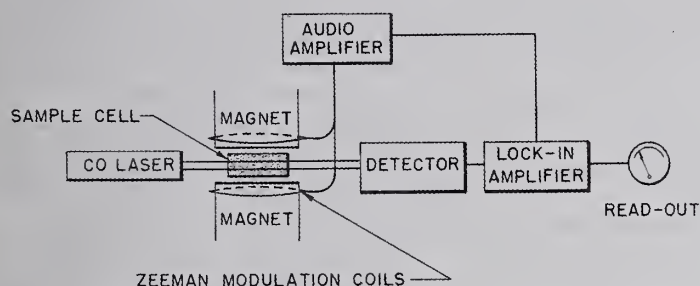 AUDIO
AMPLIFIER
SAMPLE CELL
MAGNET
CO LASER
DETECTOR
LOCK-IN
AMPLIFIER
MAGNET
READ-OUT
ZEEMAN MODULATION COILS